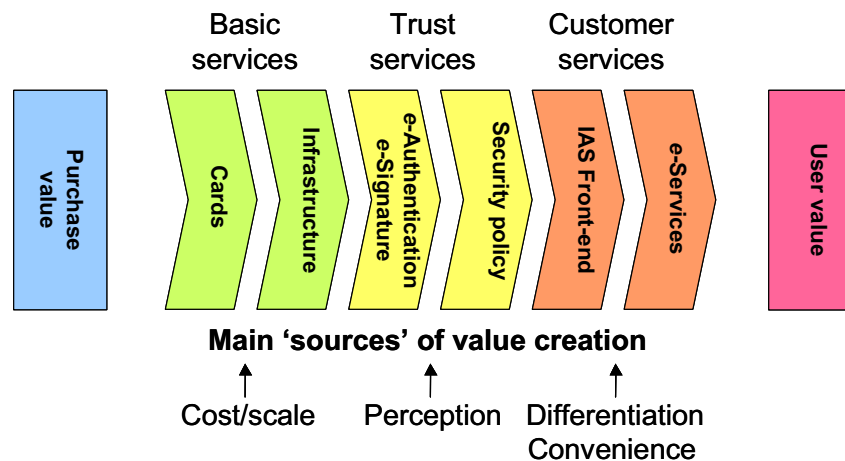 Basic
services
Trust
services
Customer
services
Purchase
value
Cards
Infrastructure
e-Authentication
e-Signature
Security policy
IAS Front-end
e-Services
User value
Main ‘sources’ of value creation
Cost/scale
Perception
Differentiation
Convenience